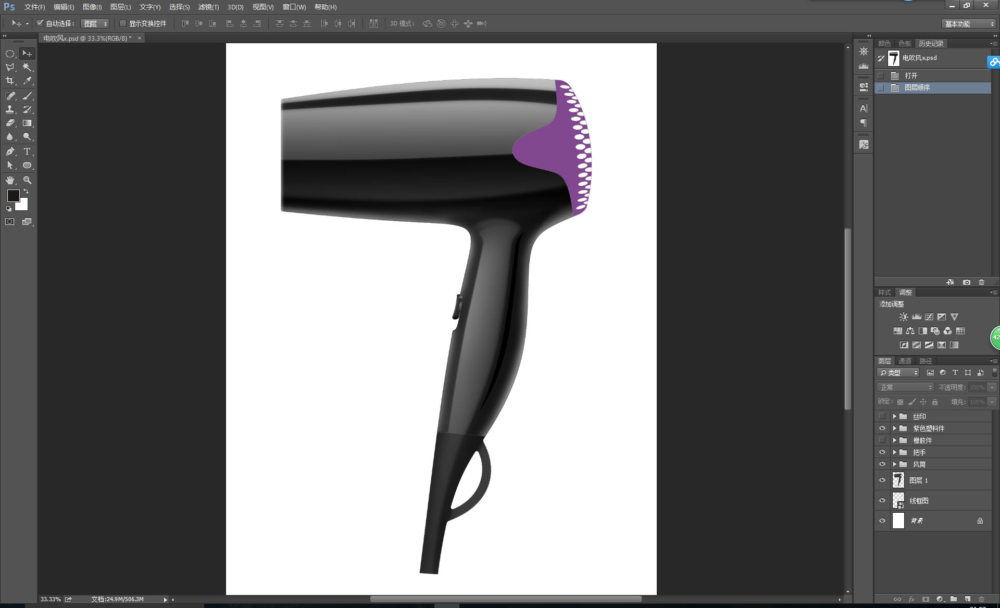 Ps 文件(F) 编辑(E) 图像(I) 图层(L) 文字(Y) 选择(S) 滤镜(T) 3D(D) 视图(V) 窗口(W) 帮助(H)
自动选择： 图层 显示变换控件 3D 模式： 基本功能
电吹风x.psd @ 33.3%(RGB/8) * ×
颜色 色板 历史记录
电吹风x.psd
打开
图层顺序
样式 调整
添加调整
42
图层 通道 路径
类型
正常 不透明度： 100%
锁定： 填充： 100%
丝印
紫色塑料件
橡胶件
把手
风筒
图层 1
线框图
背景
33.33% 文档:24.9M/506.3M
fx